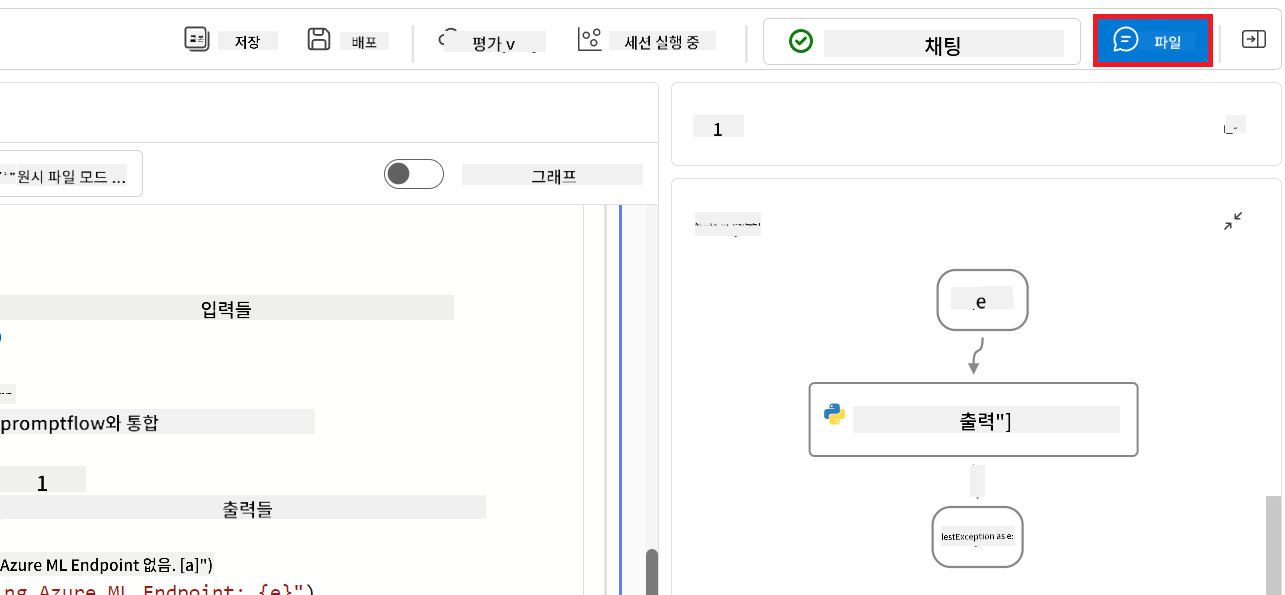 저장
배포
평가 v
세션 실행 중
채팅
파일
1
원시 파일 모드 ...
그래프
입력들
promptflow와 통합
1
출력들
Azure ML Endpoint 없음. [a]")
ng Azure ML Endpoint: {e}")
e
출력"]
lestException as e: